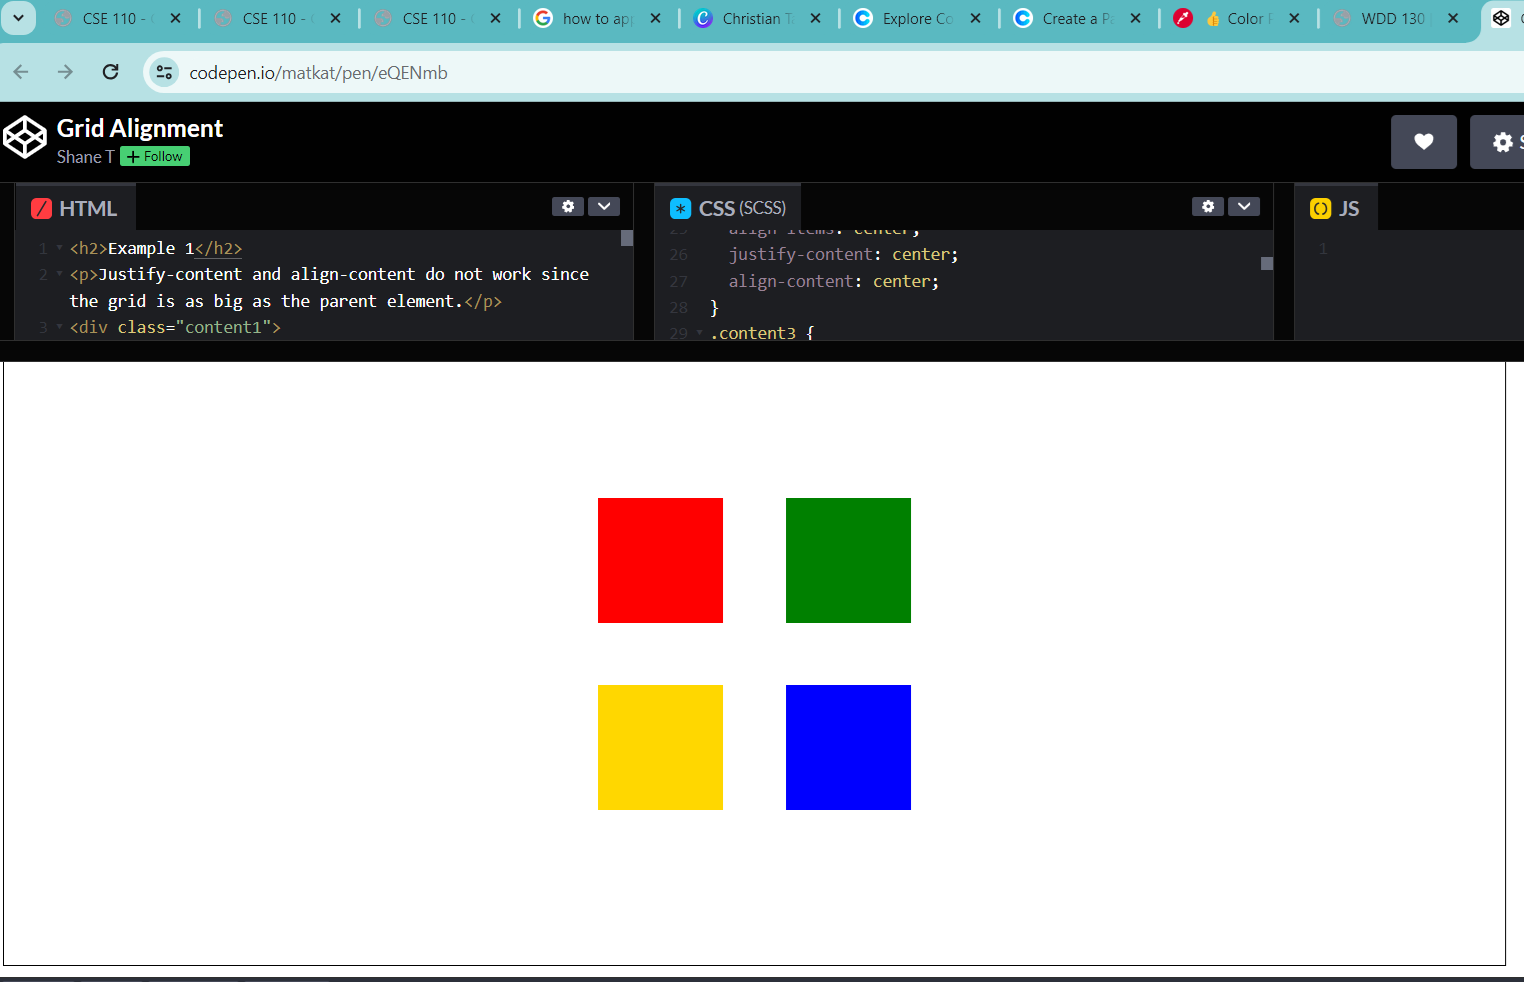 CSE 110 -
CSE 110 -
CSE 110 -
how to app
Christian T
Explore Co
Create a Pa
Color
WDD 130
codepen.io/matkat/pen/eQENmb
Grid Alignment
Shane T + Follow
HTML
CSS (SCSS)
JS
1 <h2>Example 1</h2>
2 <p>Justify-content and align-content do not work since
the grid is as big as the parent element.</p>
3 <div class="content1">
25 align-items: center;
26 justify-content: center;
27 align-content: center;
28 }
29 .content3 {
1